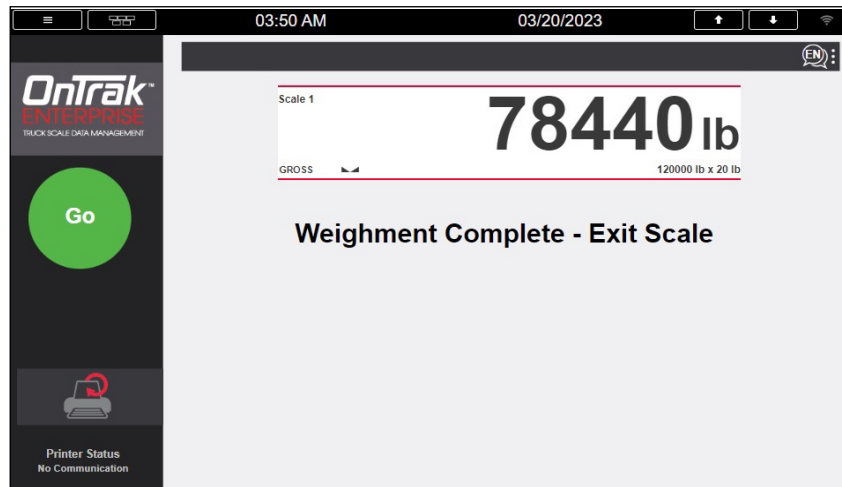 03:50 AM 03/20/2023
EN
OnTrak™
ENTERPRISE
TRUCK SCALE DATA MANAGEMENT
Scale 1
78440 lb
GROSS 120000 lb x 20 lb
Go
Weighment Complete - Exit Scale
Printer Status
No Communication